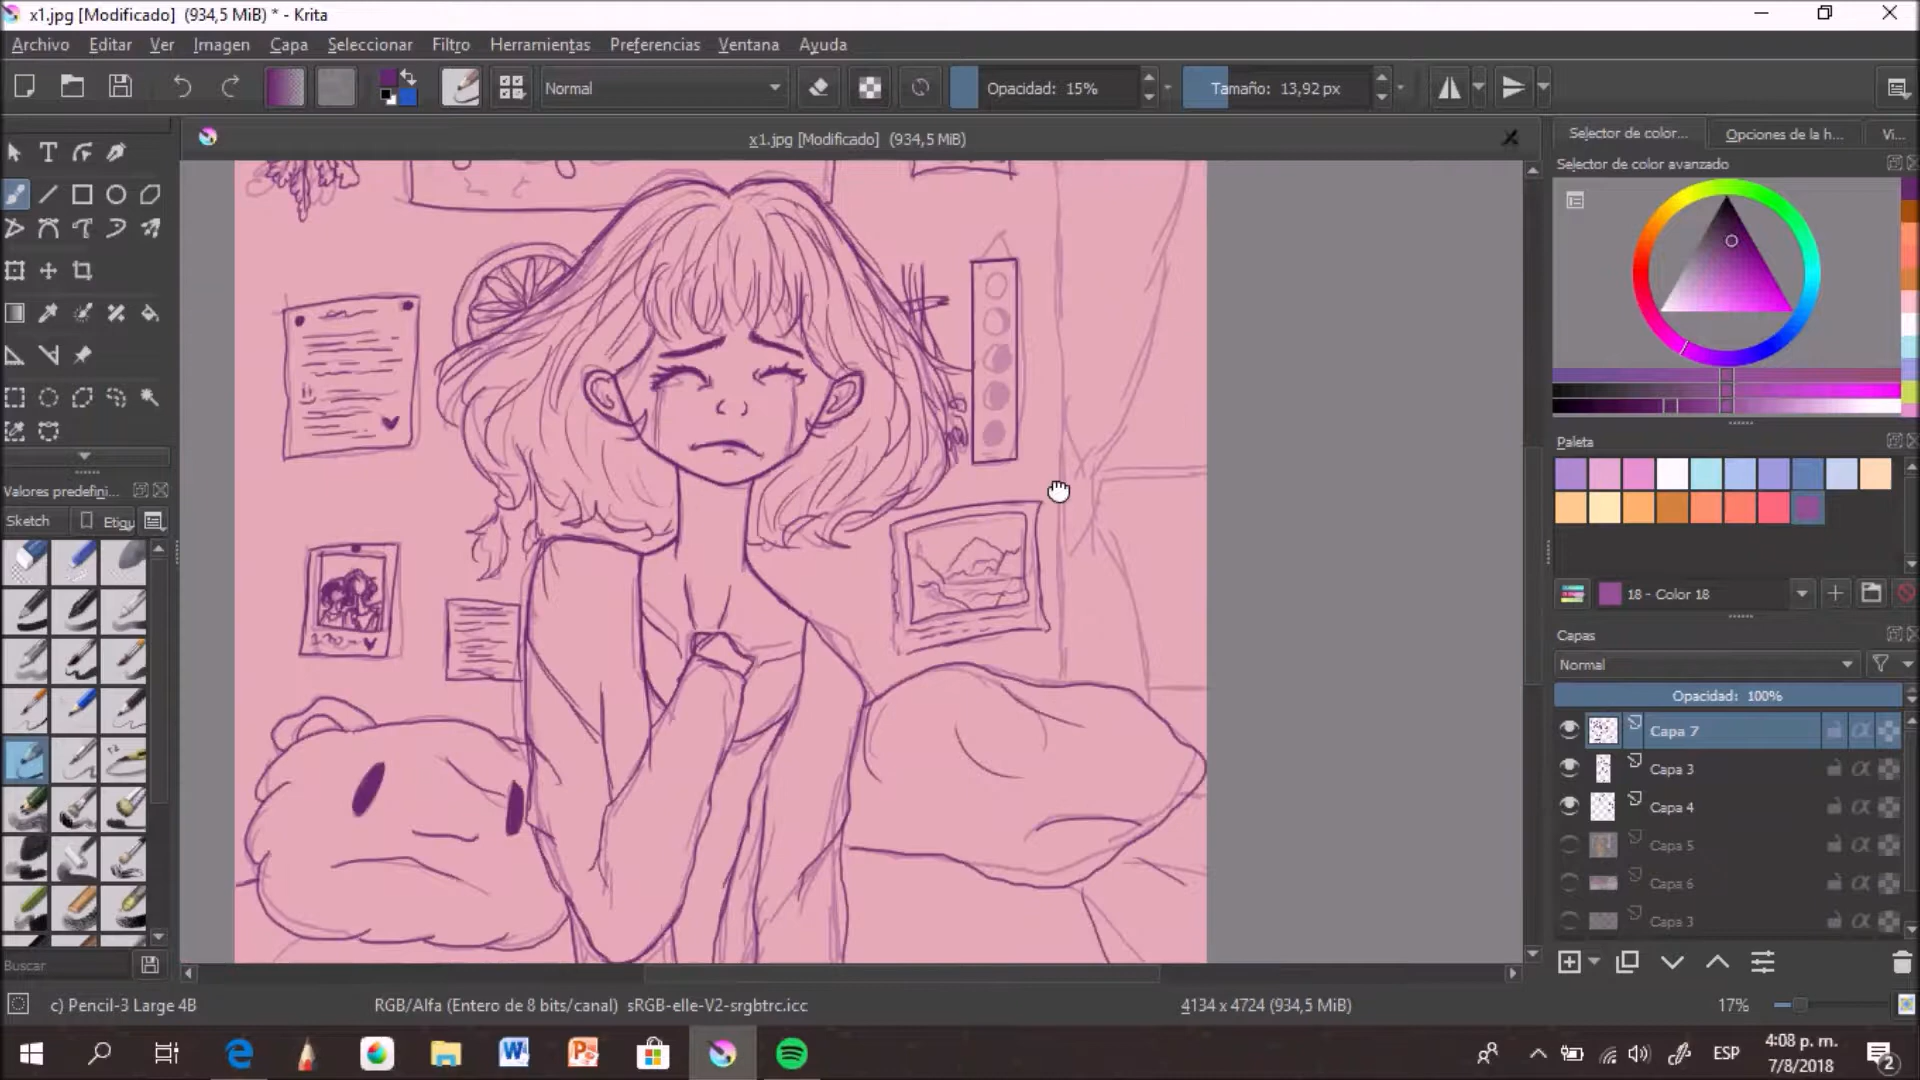 x1.jpg [Modificado] (934,5 MiB) * - Krita
Archivo Editar Ver Imagen Capa Seleccionar Filtro Herramientas Preferencias Ventana Ayuda
Normal Opacidad: 15% Tamaño: 13,92 px
x1.jpg [Modificado] (934,5 MiB)
Selector de color... Opciones de la h... Vi...
Selector de color avanzado
Paleta
Valores predefini...
Sketch Etiqu
18 - Color 18
Capas
Normal
Opacidad: 100%
Capa 7
Capa 3
Capa 4
Capa 5
Capa 6
Capa 3
Buscar
c) Pencil-3 Large 4B RGB/Alfa (Entero de 8 bits/canal) sRGB-elle-V2-srgbtrc.icc 4134 x 4724 (934,5 MiB) 17%
ESP 4:08 p. m.
7/8/2018 2